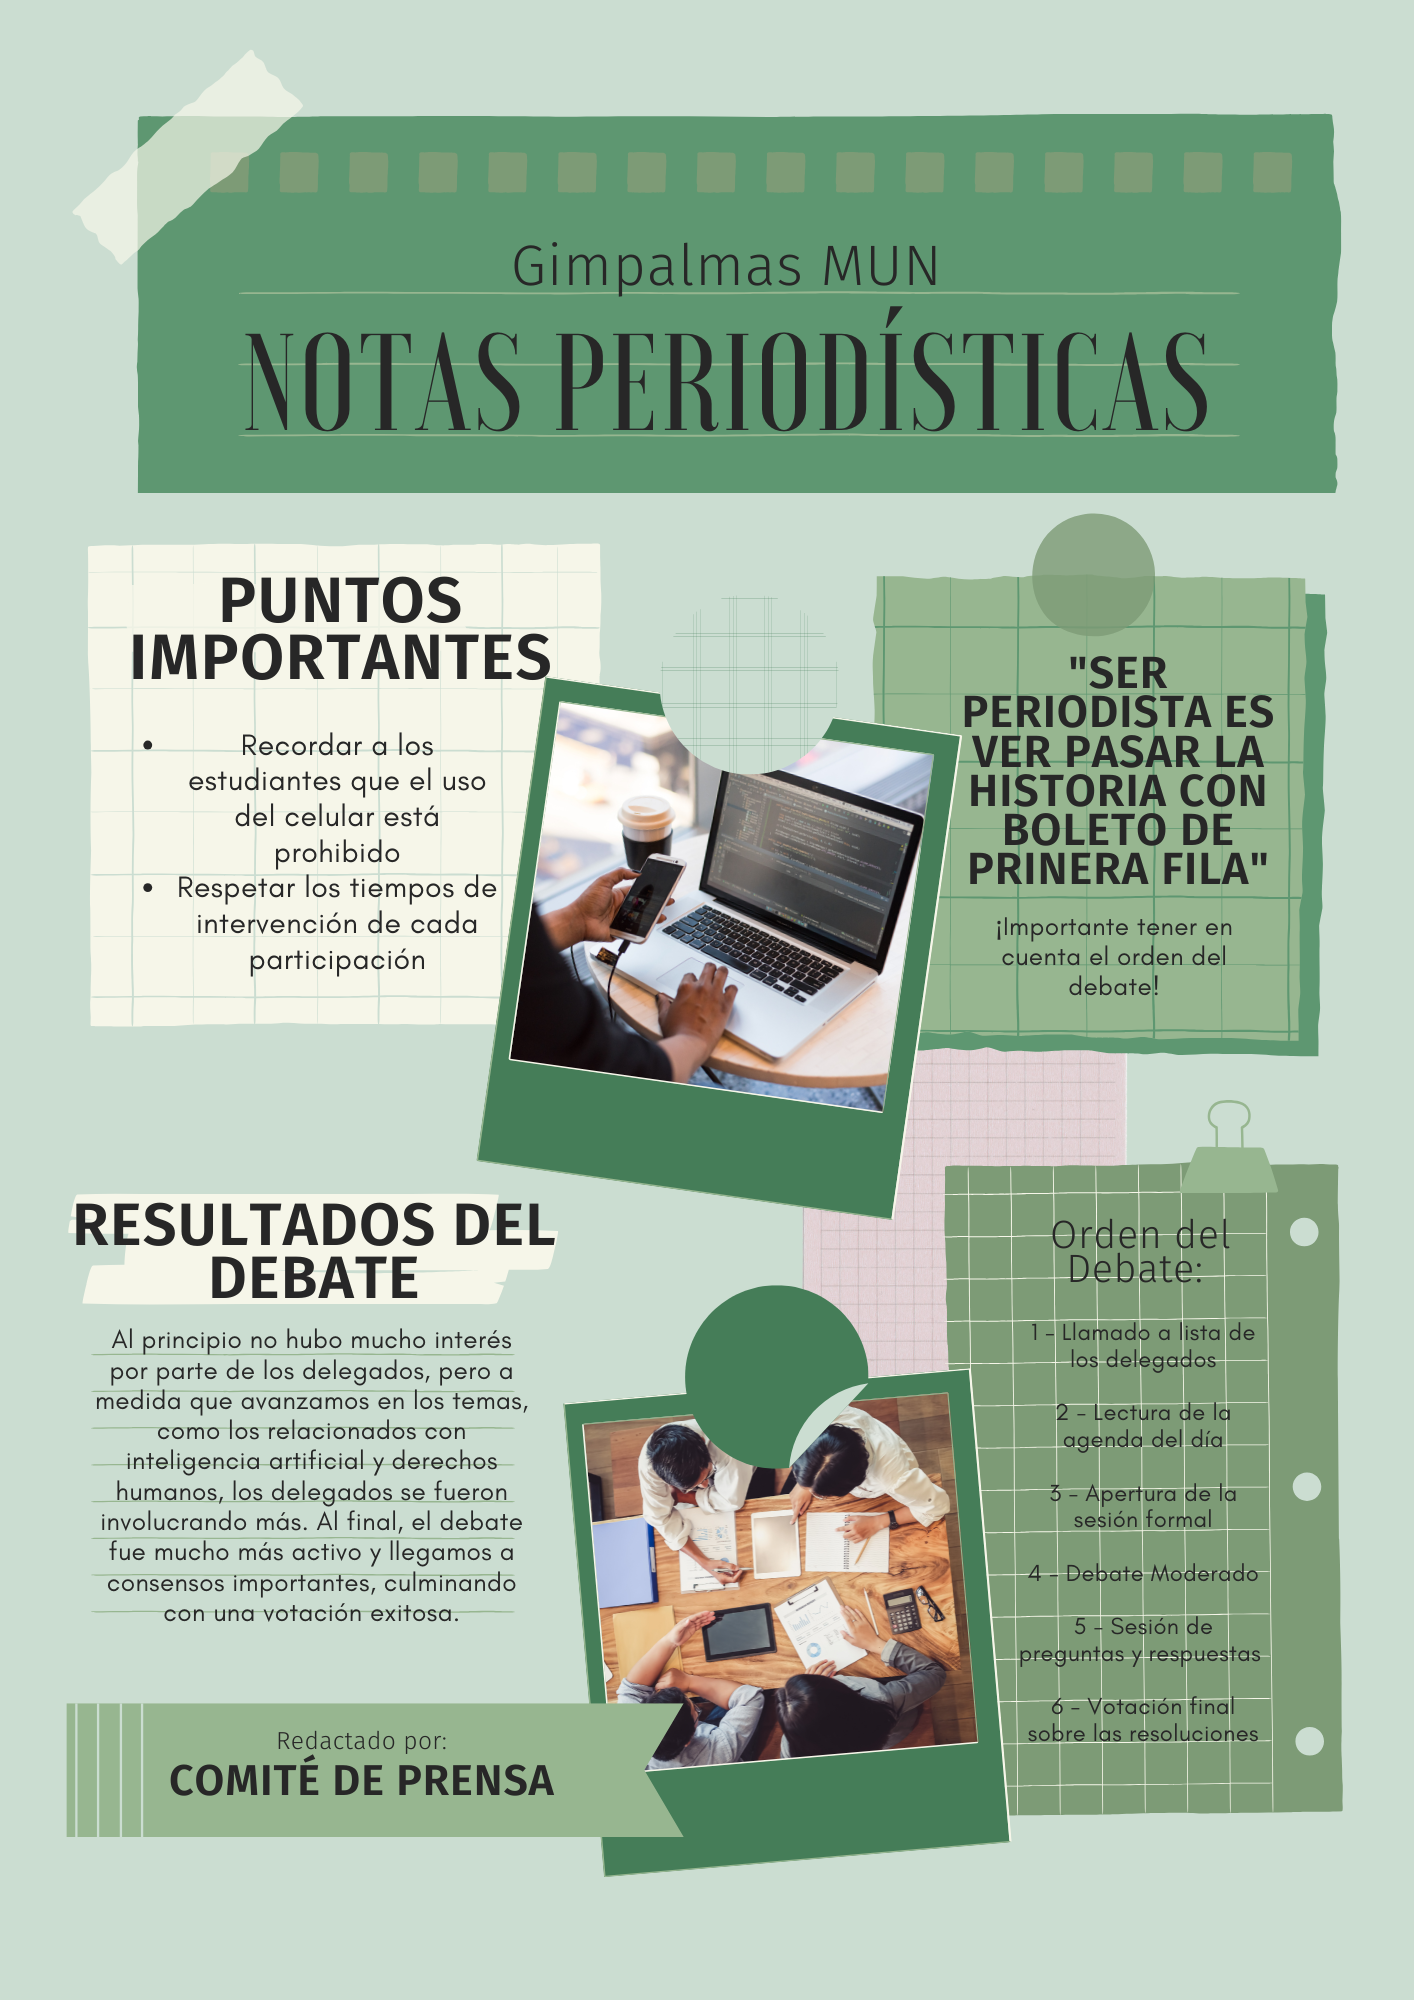 Gimpalmas MUN
NOTAS PERIODÍSTICAS
PUNTOS
IMPORTANTES
• Recordar a los
estudiantes que el uso
del celular está
prohibido
• Respetar los tiempos de
intervención de cada
participación
"SER
PERIODISTA ES
VER PASAR LA
HISTORIA CON
BOLETO DE
PRINERA FILA"
¡Importante tener en
cuenta el orden del
debate!
RESULTADOS DEL
DEBATE
Al principio no hubo mucho interés
por parte de los delegados, pero a
medida que avanzamos en los temas,
como los relacionados con
inteligencia artificial y derechos
humanos, los delegados se fueron
involucrando más. Al final, el debate
fue mucho más activo y llegamos a
consensos importantes, culminando
con una votación exitosa.
Orden del
Debate:
1 - Llamado a lista de
los delegados
2 - Lectura de la
agenda del día
3 - Apertura de la
sesión formal
4 - Debate Moderado
5 - Sesión de
preguntas y respuestas
6 - Votación final
sobre las resoluciones
Redactado por:
COMITÉ DE PRENSA